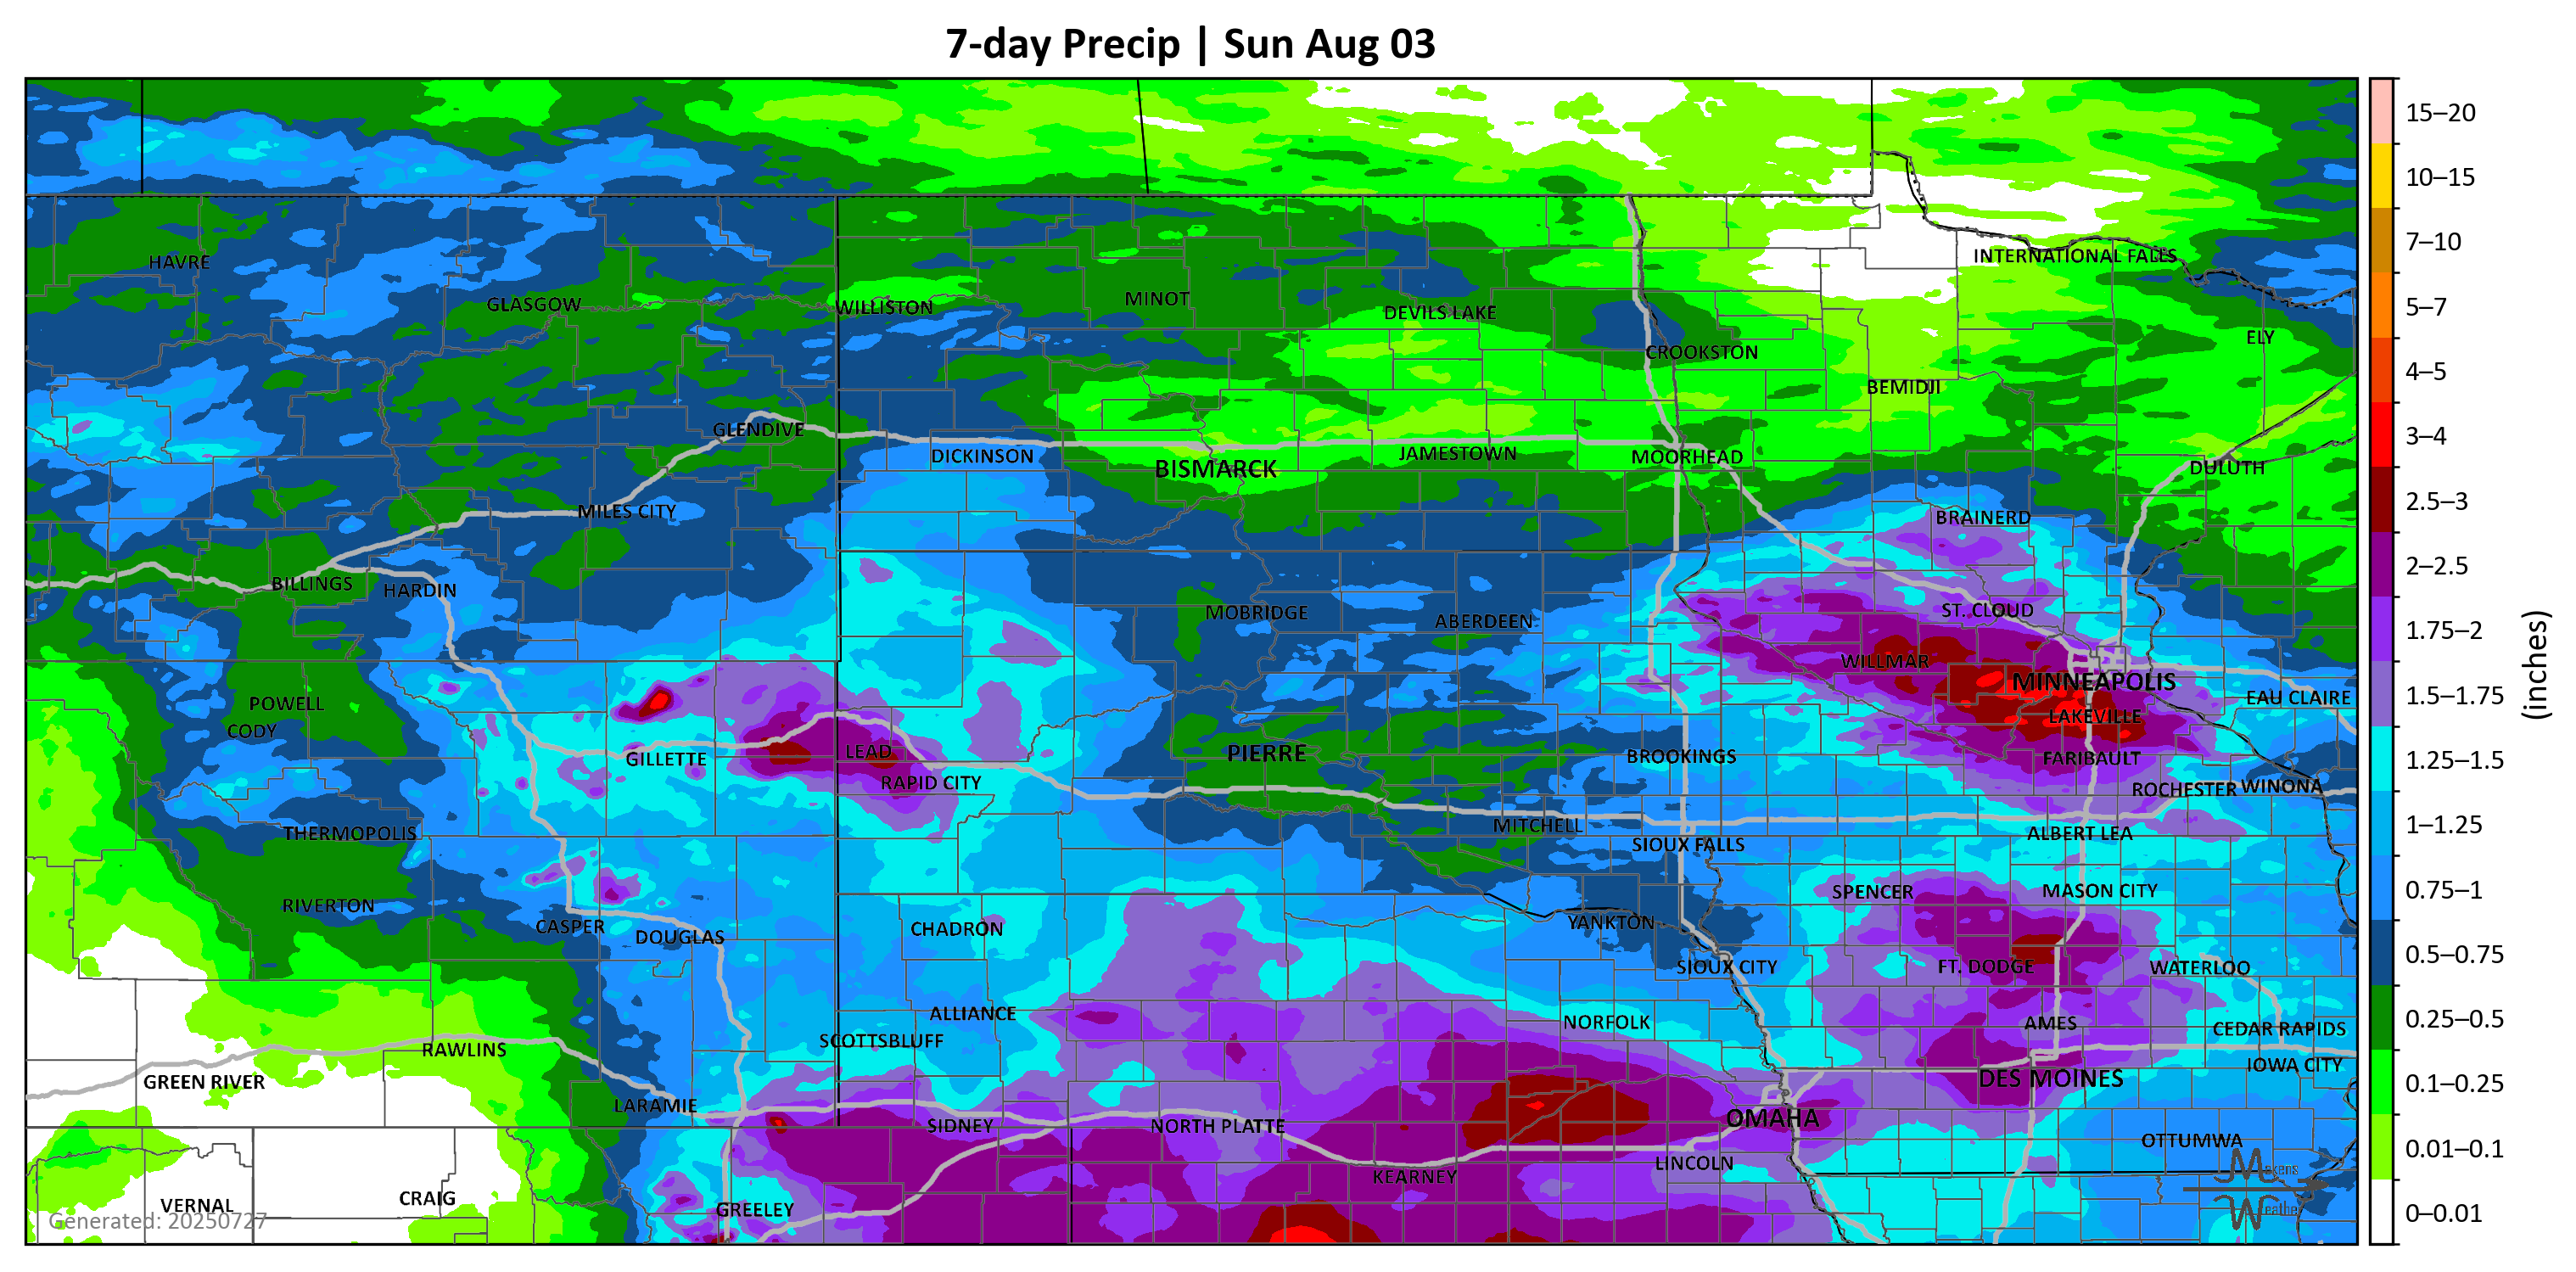 7-day Precip | Sun Aug 03
HAVRE
INTERNATIONAL FALLS
GLASGOW
WILLISTON
MINOT
DEVILS LAKE
ELY
CROOKSTON
BEMIDJI
GLENDIVE
DICKINSON
BISMARCK
JAMESTOWN
MOORHEAD
DULUTH
MILES CITY
BRAINERD
BILLINGS
HARDIN
MOBRIDGE
ABERDEEN
ST. CLOUD
WILLMAR
MINNEAPOLIS
EAU CLAIRE
POWELL
CODY
LAKEVILLE
GILLETTE
LEAD
PIERRE
BROOKINGS
FARIBAULT
RAPID CITY
ROCHESTER
WINONA
THERMOPOLIS
MITCHELL
ALBERT LEA
SIOUX FALLS
SPENCER
MASON CITY
RIVERTON
CASPER
DOUGLAS
CHADRON
YANKTON
SIOUX CITY
FT. DODGE
WATERLOO
ALLIANCE
NORFOLK
AMES
CEDAR RAPIDS
SCOTTSBLUFF
RAWLINS
IOWA CITY
GREEN RIVER
DES MOINES
LARAMIE
SIDNEY
NORTH PLATTE
OMAHA
OTTUMWA
LINCOLN
KEARNEY
VERNAL
CRAIG
GREELEY
Generated: 20250727
15–20
10–15
7–10
5–7
4–5
3–4
2.5–3
2–2.5
1.75–2
1.5–1.75
1.25–1.5
1–1.25
0.75–1
0.5–0.75
0.25–0.5
0.1–0.25
0.01–0.1
0–0.01
(inches)